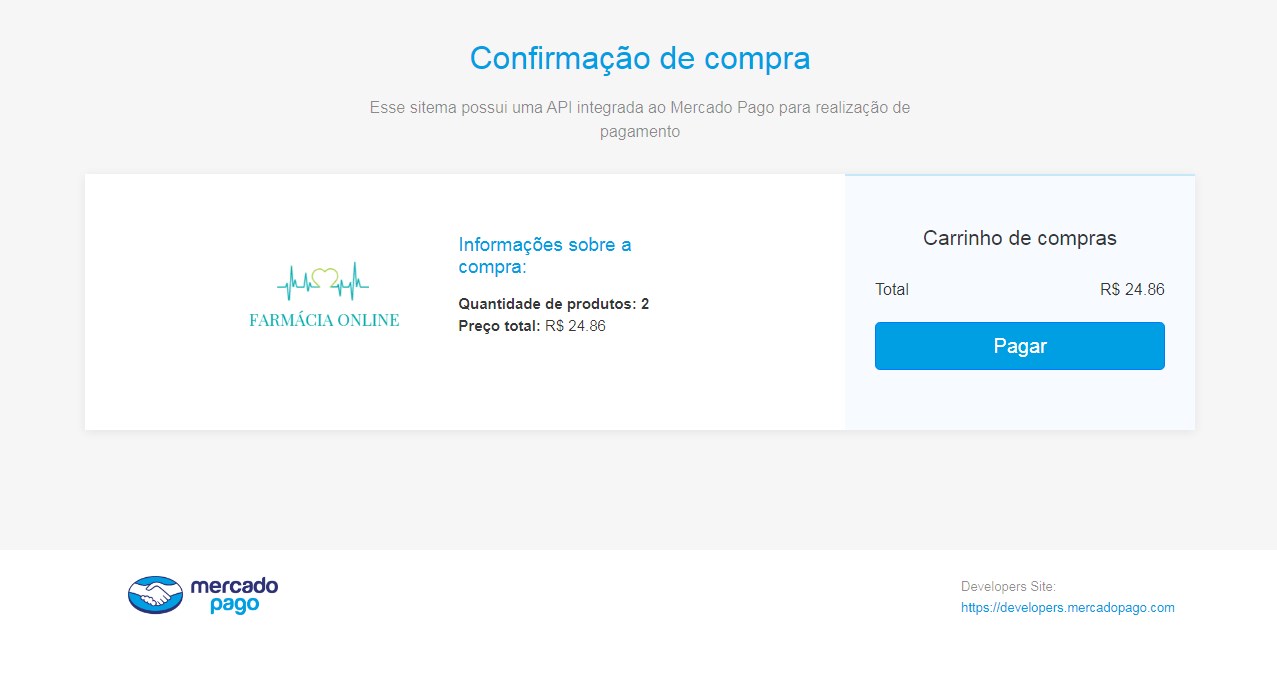 Confirmação de compra
Esse sitema possui uma API integrada ao Mercado Pago para realização de
pagamento
FARMÁCIA ONLINE
Informações sobre a
compra:
Quantidade de produtos: 2
Preço total: R$ 24.86
Carrinho de compras
Total R$ 24.86
Pagar
mercado
pago
Developers Site:
https://developers.mercadopago.com